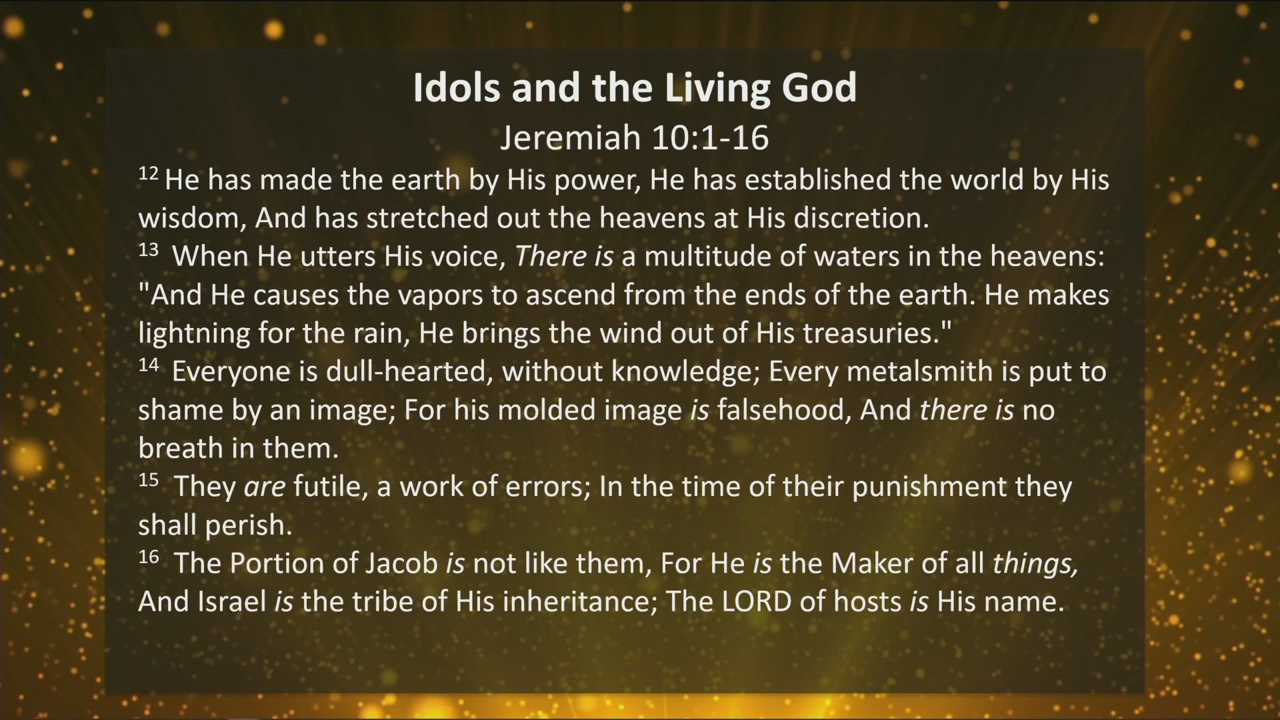 Idols and the Living God
Jeremiah 10:1-16
12 He has made the earth by His power, He has established the world by His
wisdom, And has stretched out the heavens at His discretion.
13 When He utters His voice, There is a multitude of waters in the heavens:
"And He causes the vapors to ascend from the ends of the earth. He makes
lightning for the rain, He brings the wind out of His treasuries."
14 Everyone is dull-hearted, without knowledge; Every metalsmith is put to
shame by an image; For his molded image is falsehood, And there is no
breath in them.
15 They are futile, a work of errors; In the time of their punishment they
shall perish.
16 The Portion of Jacob is not like them, For He is the Maker of all things,
And Israel is the tribe of His inheritance; The LORD of hosts is His name.